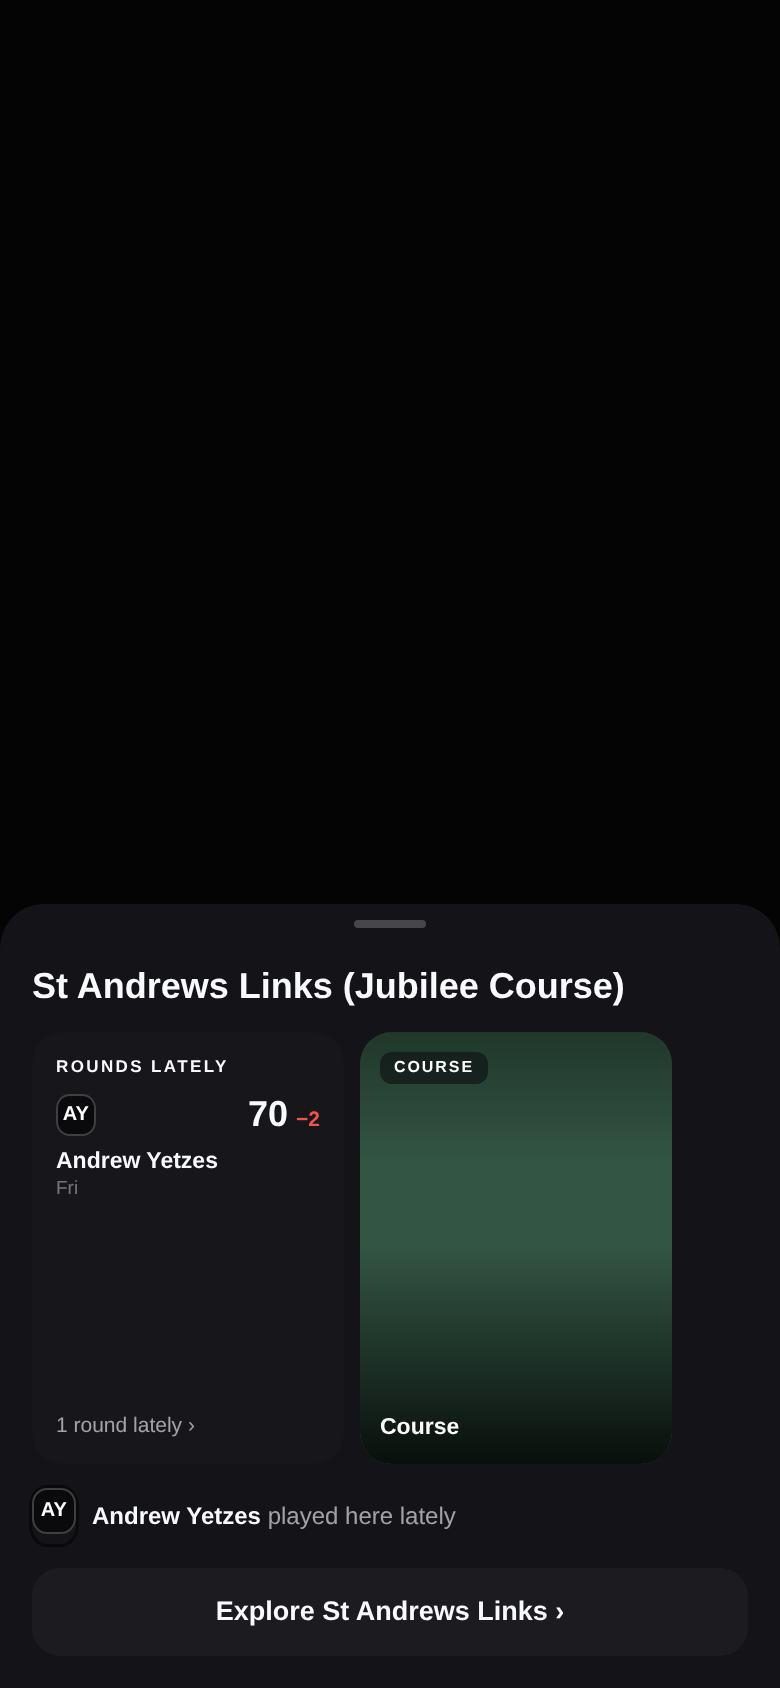 St Andrews Links (Jubilee Course)
ROUNDS LATELY
AY
70 −2
Andrew Yetzes
Fri
1 round lately ›
COURSE
Course
AY
Andrew Yetzes played here lately
Explore St Andrews Links ›